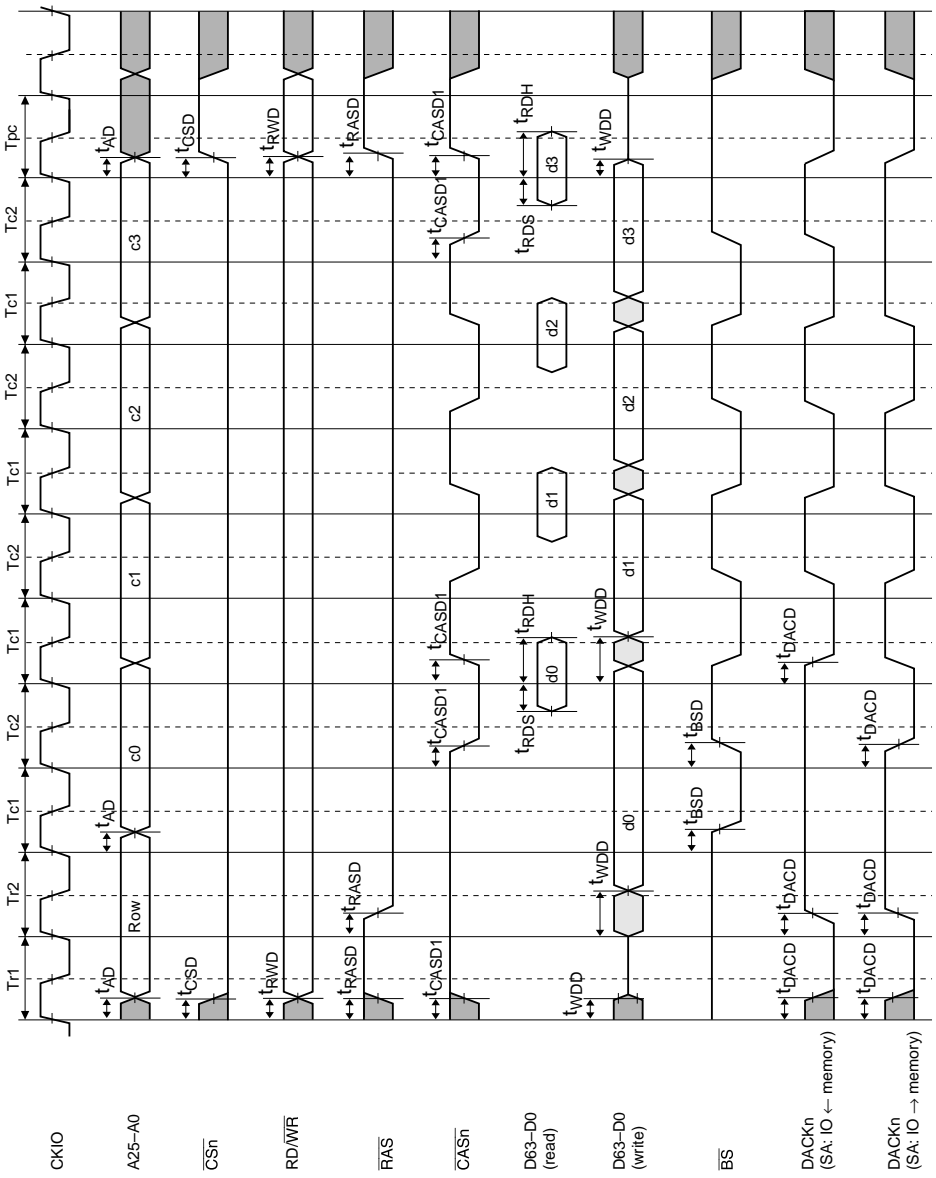 Tr1 Tr2 Tc1 Tc2 Tc1 Tc2 Tc1 Tc2 Tc1 Tc2 Tpc
CKIO
tAD tAD tAD
A25–A0 Row c0 c1 c2 c3
tCSD tCSD
CSn
tRWD tRWD
RD/WR
tRASD tRASD tRASD
RAS
tCASD1 tCASD1 tCASD1 tCASD1 tCASD1
CASn
tRDS tRDH tRDS tRDH
D63–D0 d0 d1 d2 d3
(read)
tWDD tWDD tWDD tWDD
D63–D0 d0 d1 d2 d3
(write)
tBSD tBSD
BS
tDACD tDACD tDACD
DACKn
(SA: IO ← memory)
tDACD tDACD tDACD
DACKn
(SA: IO → memory)